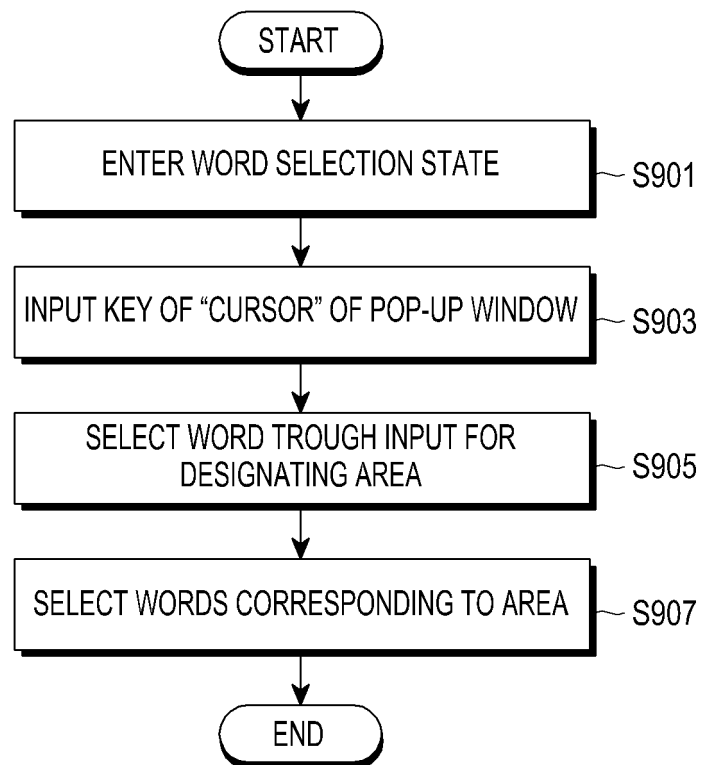 START
ENTER WORD SELECTION STATE
S901
INPUT KEY OF “CURSOR” OF POP-UP WINDOW
S903
SELECT WORD TROUGH INPUT FOR
DESIGNATING AREA
S905
SELECT WORDS CORRESPONDING TO AREA
S907
END